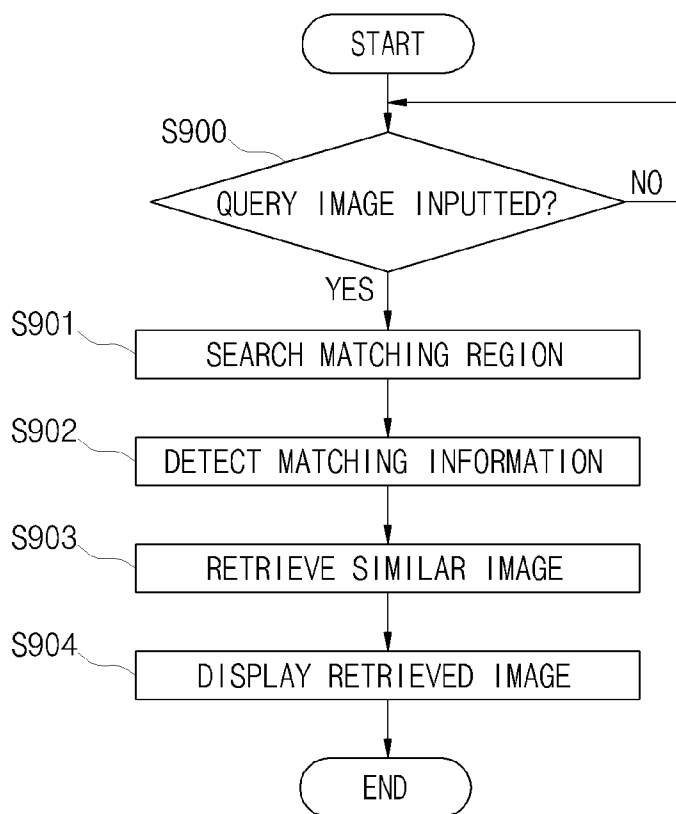 START
S900
QUERY IMAGE INPUTTED?
NO
YES
S901
SEARCH MATCHING REGION
S902
DETECT MATCHING INFORMATION
S903
RETRIEVE SIMILAR IMAGE
S904
DISPLAY RETRIEVED IMAGE
END